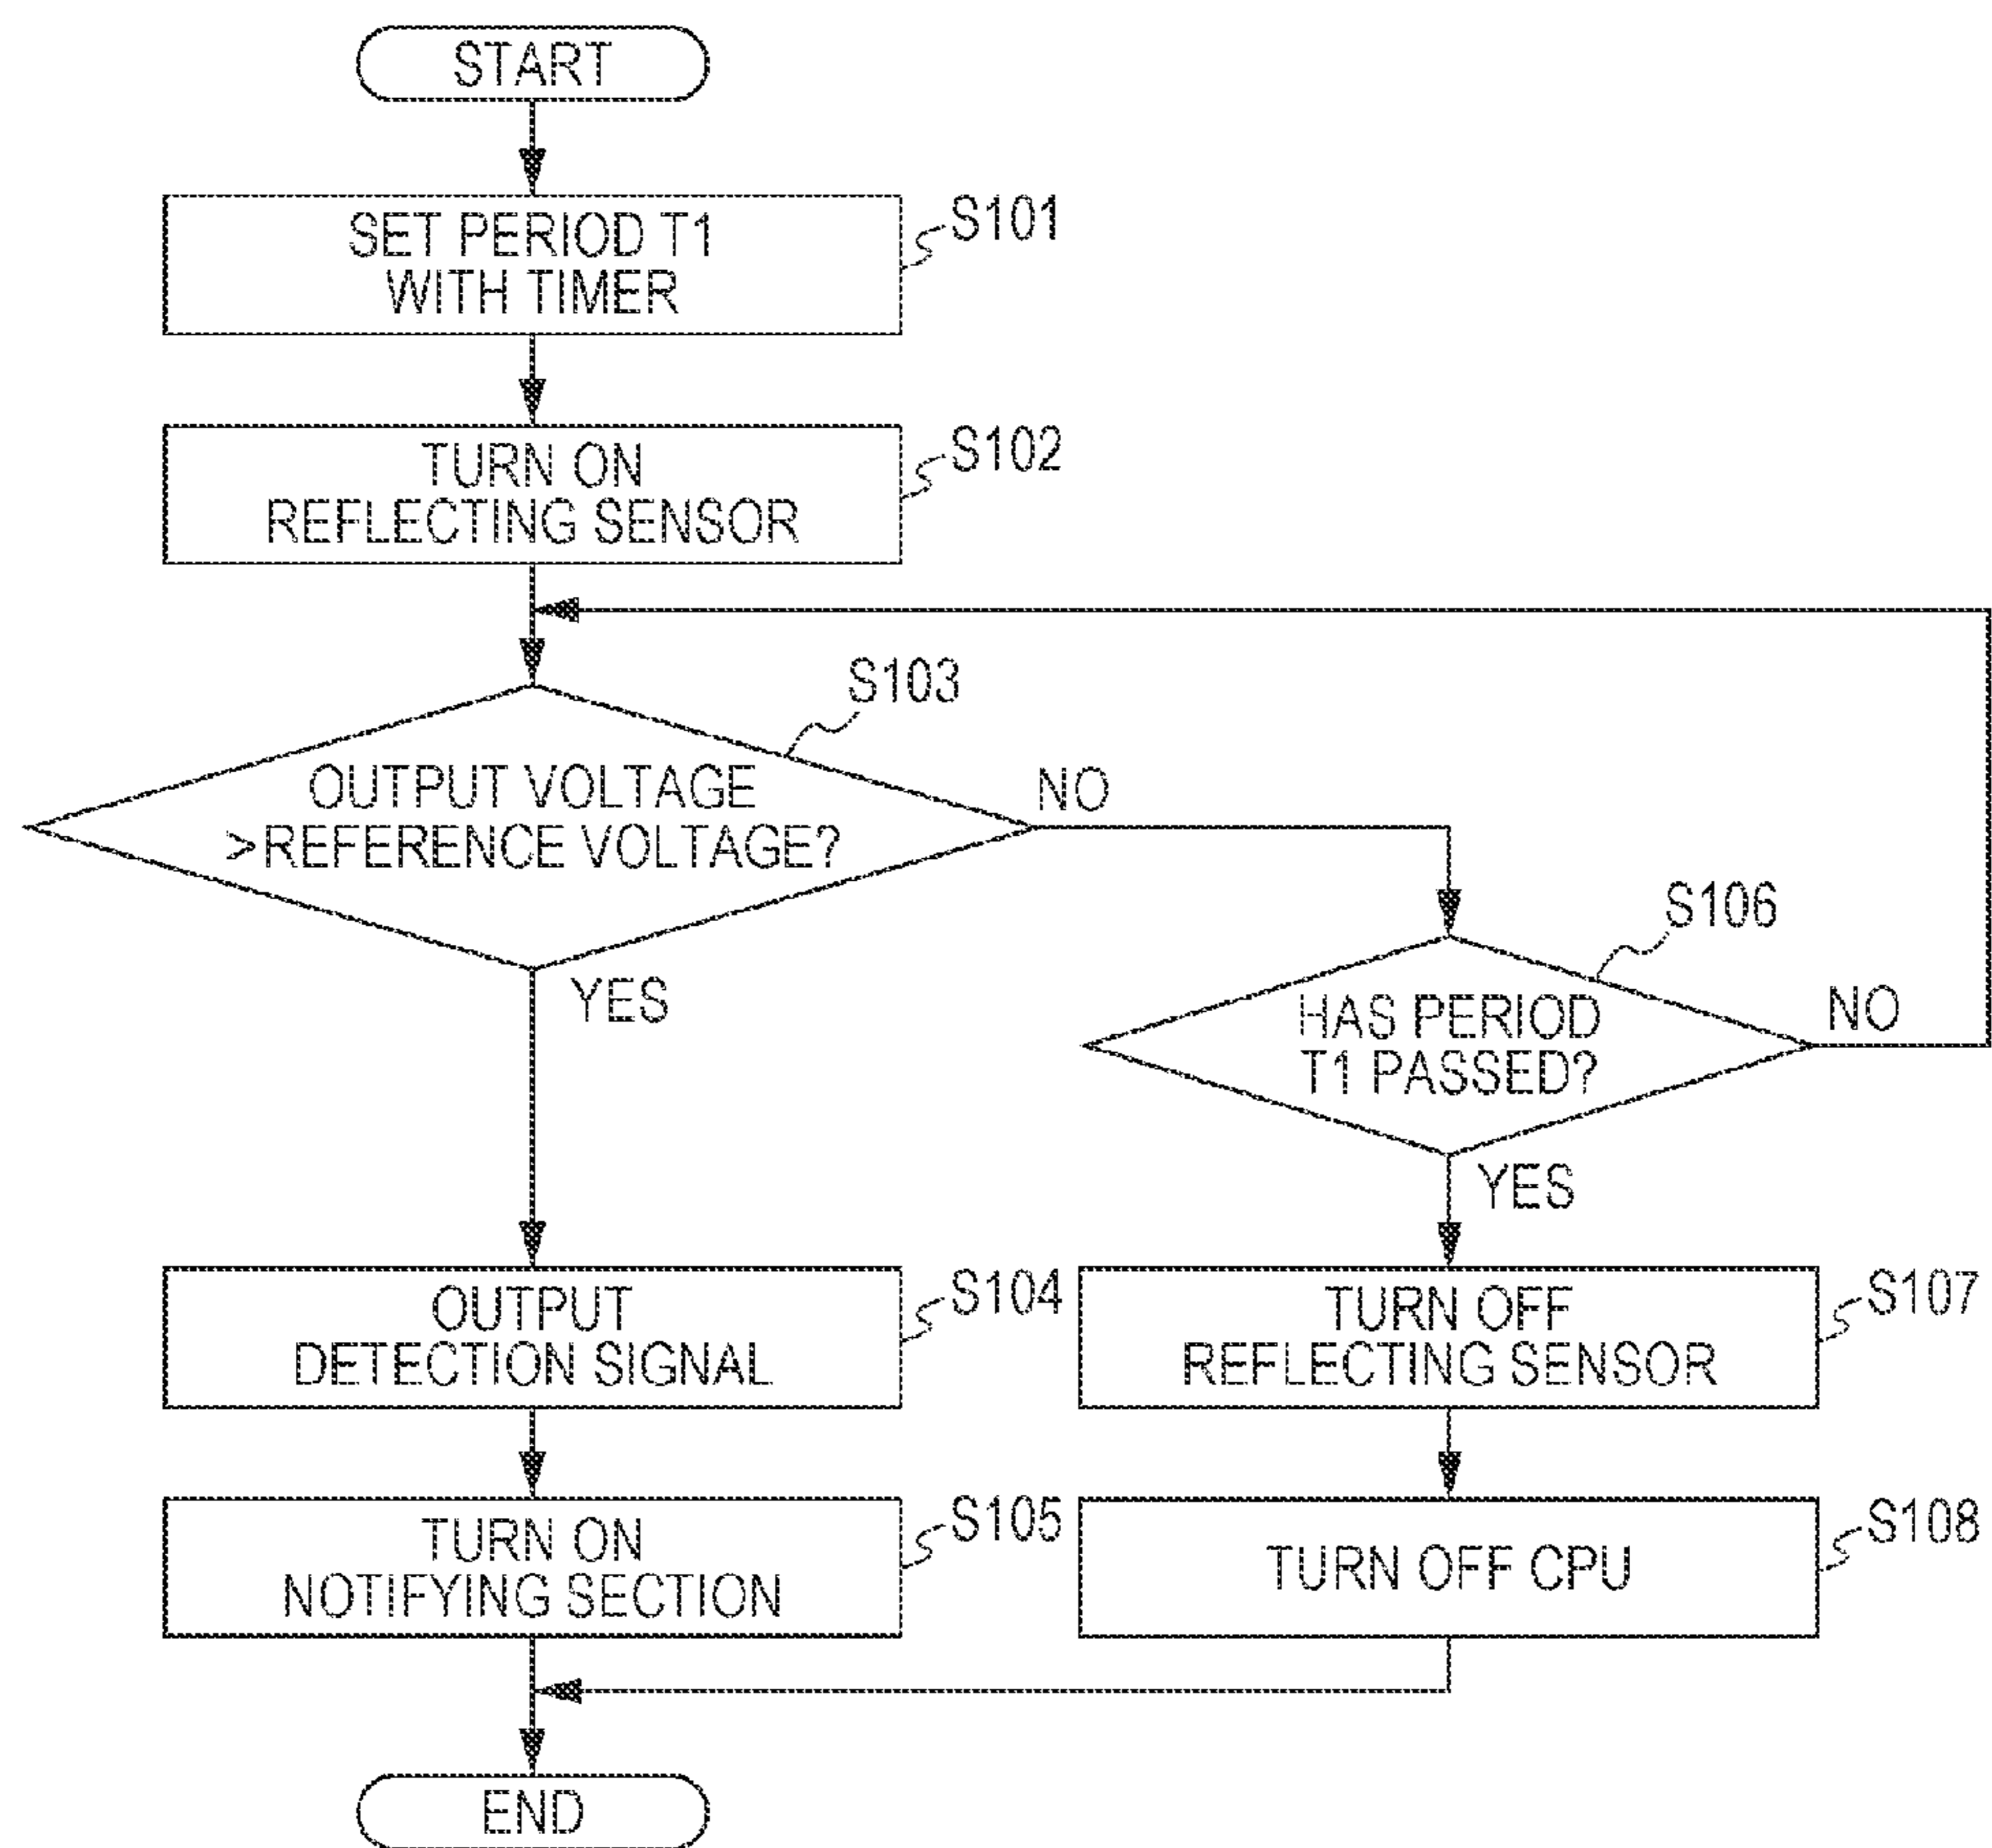 START
SET PERIOD T1
WITH TIMER
S101
TURN ON
REFLECTING SENSOR
S102
S103
OUTPUT VOLTAGE
>REFERENCE VOLTAGE?
NO
YES
S106
HAS PERIOD
T1 PASSED?
NO
YES
OUTPUT
DETECTION SIGNAL
S104
TURN OFF
REFLECTING SENSOR
S107
TURN ON
NOTIFYING SECTION
S105
TURN OFF CPU
S108
END